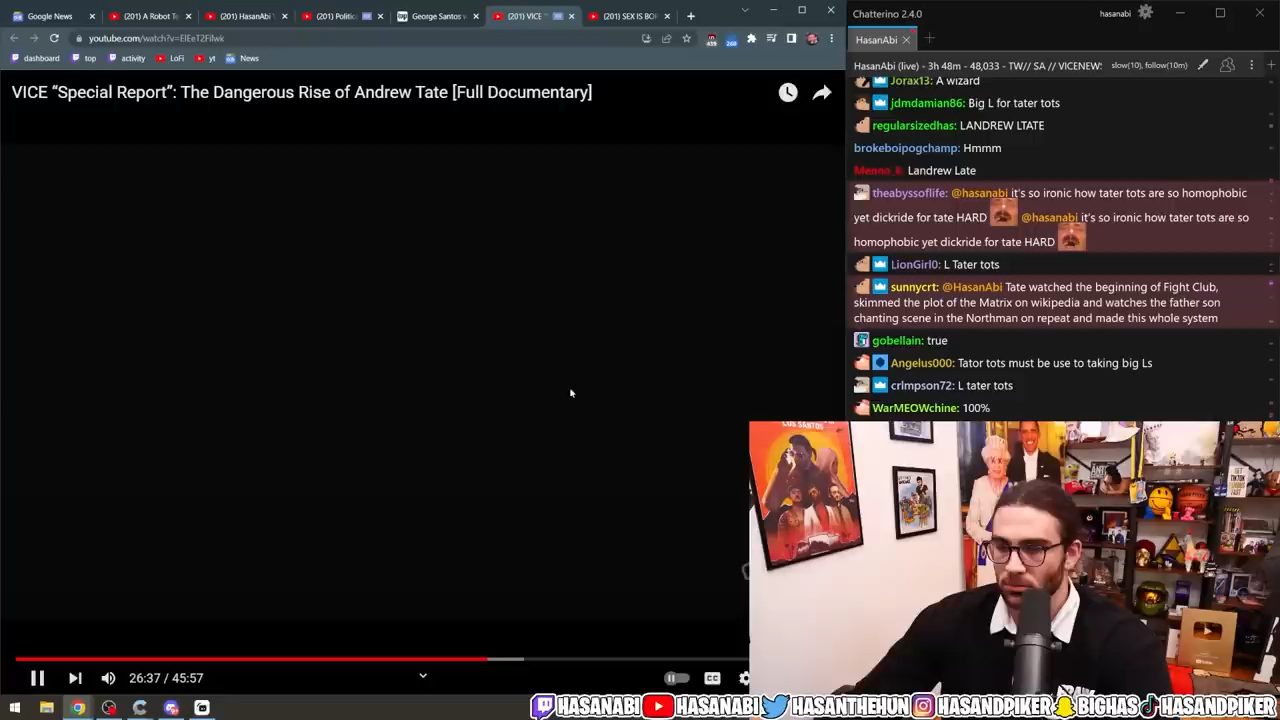 Google News
(201) A Robot T
(201) HasanAbi
(201) Politic
George Santos
(201) VICE
(201) SEX IS BO
Chatterino 2.4.0
hasanabi
youtube.com/watch?v=ElEeT2Filwk
439
268
HasanAbi
dashboard
top
activity
LoFi
yt
News
HasanAbi (live) - 3h 48m - 48,033 - TW// SA // VICENEWS
slow(10), follow(10m)
VICE “Special Report”: The Dangerous Rise of Andrew Tate [Full Documentary]
Jorax13: A wizard
jdmdamian86: Big L for tater tots
regularsizedhas: LANDREW LTATE
brokeboipogchamp: Hmmm
Landrew Late
theabyssoflife: @hasanabi it's so ironic how tater tots are so homophobic
yet dickride for tate HARD @hasanabi it's so ironic how tater tots are so
homophobic yet dickride for tate HARD
LionGirl0: L Tater tots
sunnycrt: @HasanAbi Tate watched the beginning of Fight Club,
skimmed the plot of the Matrix on wikipedia and watches the father son
chanting scene in the Northman on repeat and made this whole system
gobellain: true
Angelus000: Tator tots must be use to taking big Ls
crlmpson72: L tater tots
WarMEOWchine: 100%
LOS SANTOS
26:37 / 45:57
CC
HASANABI
HASANABI
HASANTHEHUN
HASANDPIKER
BIGHAS
HASANDPIKER